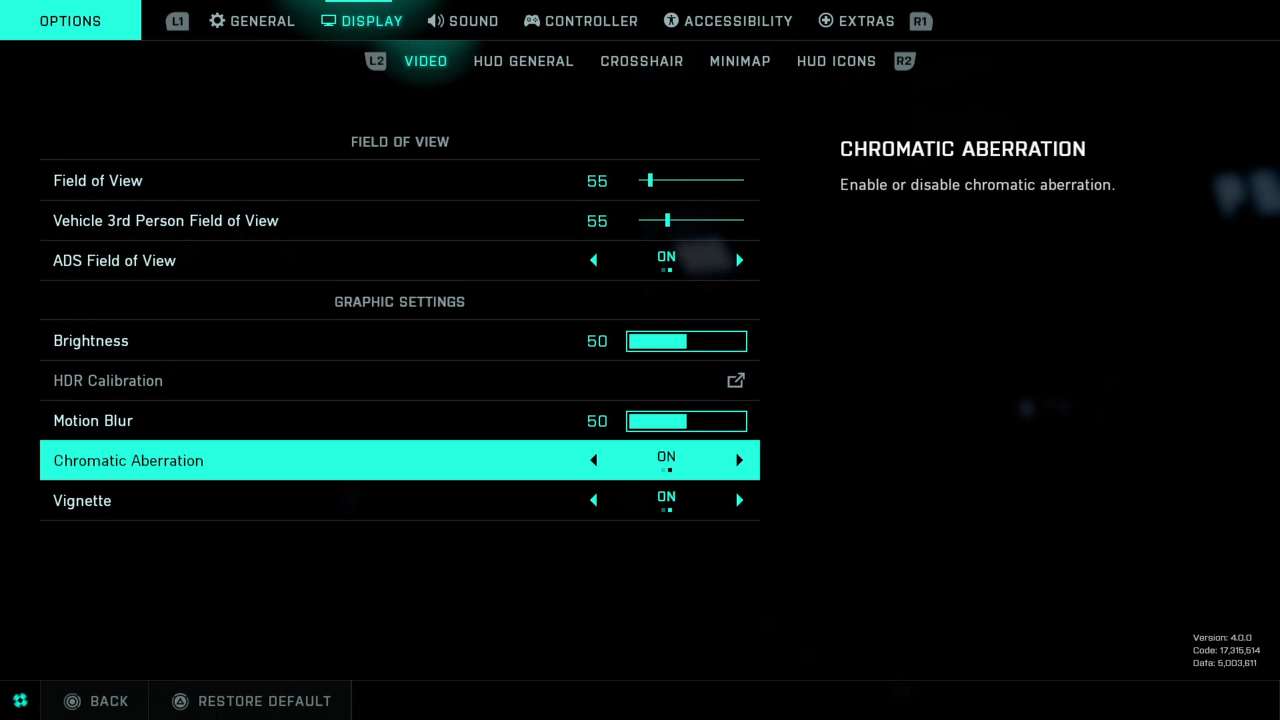 OPTIONS L1 GENERAL DISPLAY SOUND CONTROLLER ACCESSIBILITY EXTRAS R1
L2 VIDEO HUD GENERAL CROSSHAIR MINIMAP HUD ICONS R2
FIELD OF VIEW
Field of View 55
Vehicle 3rd Person Field of View 55
ADS Field of View ON
GRAPHIC SETTINGS
Brightness 50
HDR Calibration
Motion Blur 50
Chromatic Aberration ON
Vignette ON
CHROMATIC ABERRATION
Enable or disable chromatic aberration.
Version: 4.0.0
Code: 17,315,514
Data: 5,003,611
BACK RESTORE DEFAULT